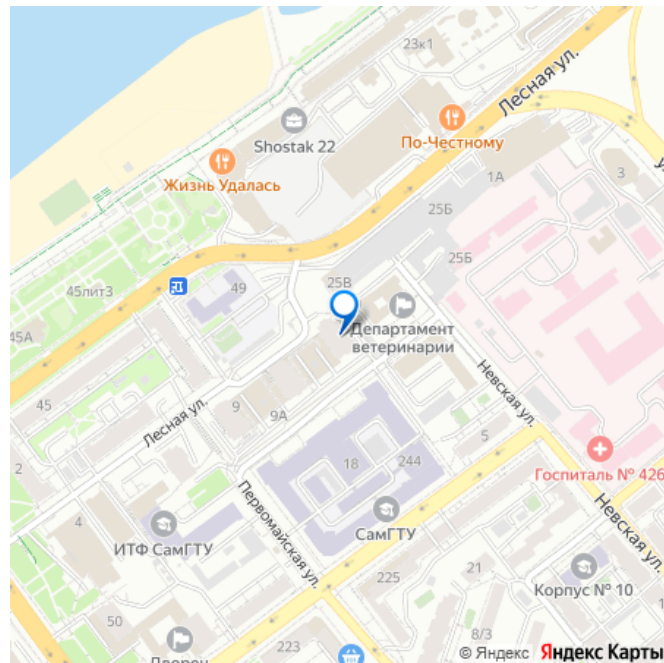 23к1
Лесная ул.
Shostak 22
По-Честному
Жизнь Удалась
1А
3
25Б
25Б
45лит3
49
25В
45А
Департамент
ветеринарии
Невская ул.
45
Лесная ул.
9
9А
5
2
18
244
Госпиталь № 426
Первомайская ул.
4
СамГТУ
ИТФ СамГТУ
Невская ул.
225
21
Корпус № 10
50
8/3
223
Дворец
© Яндекс Яндекс Карты